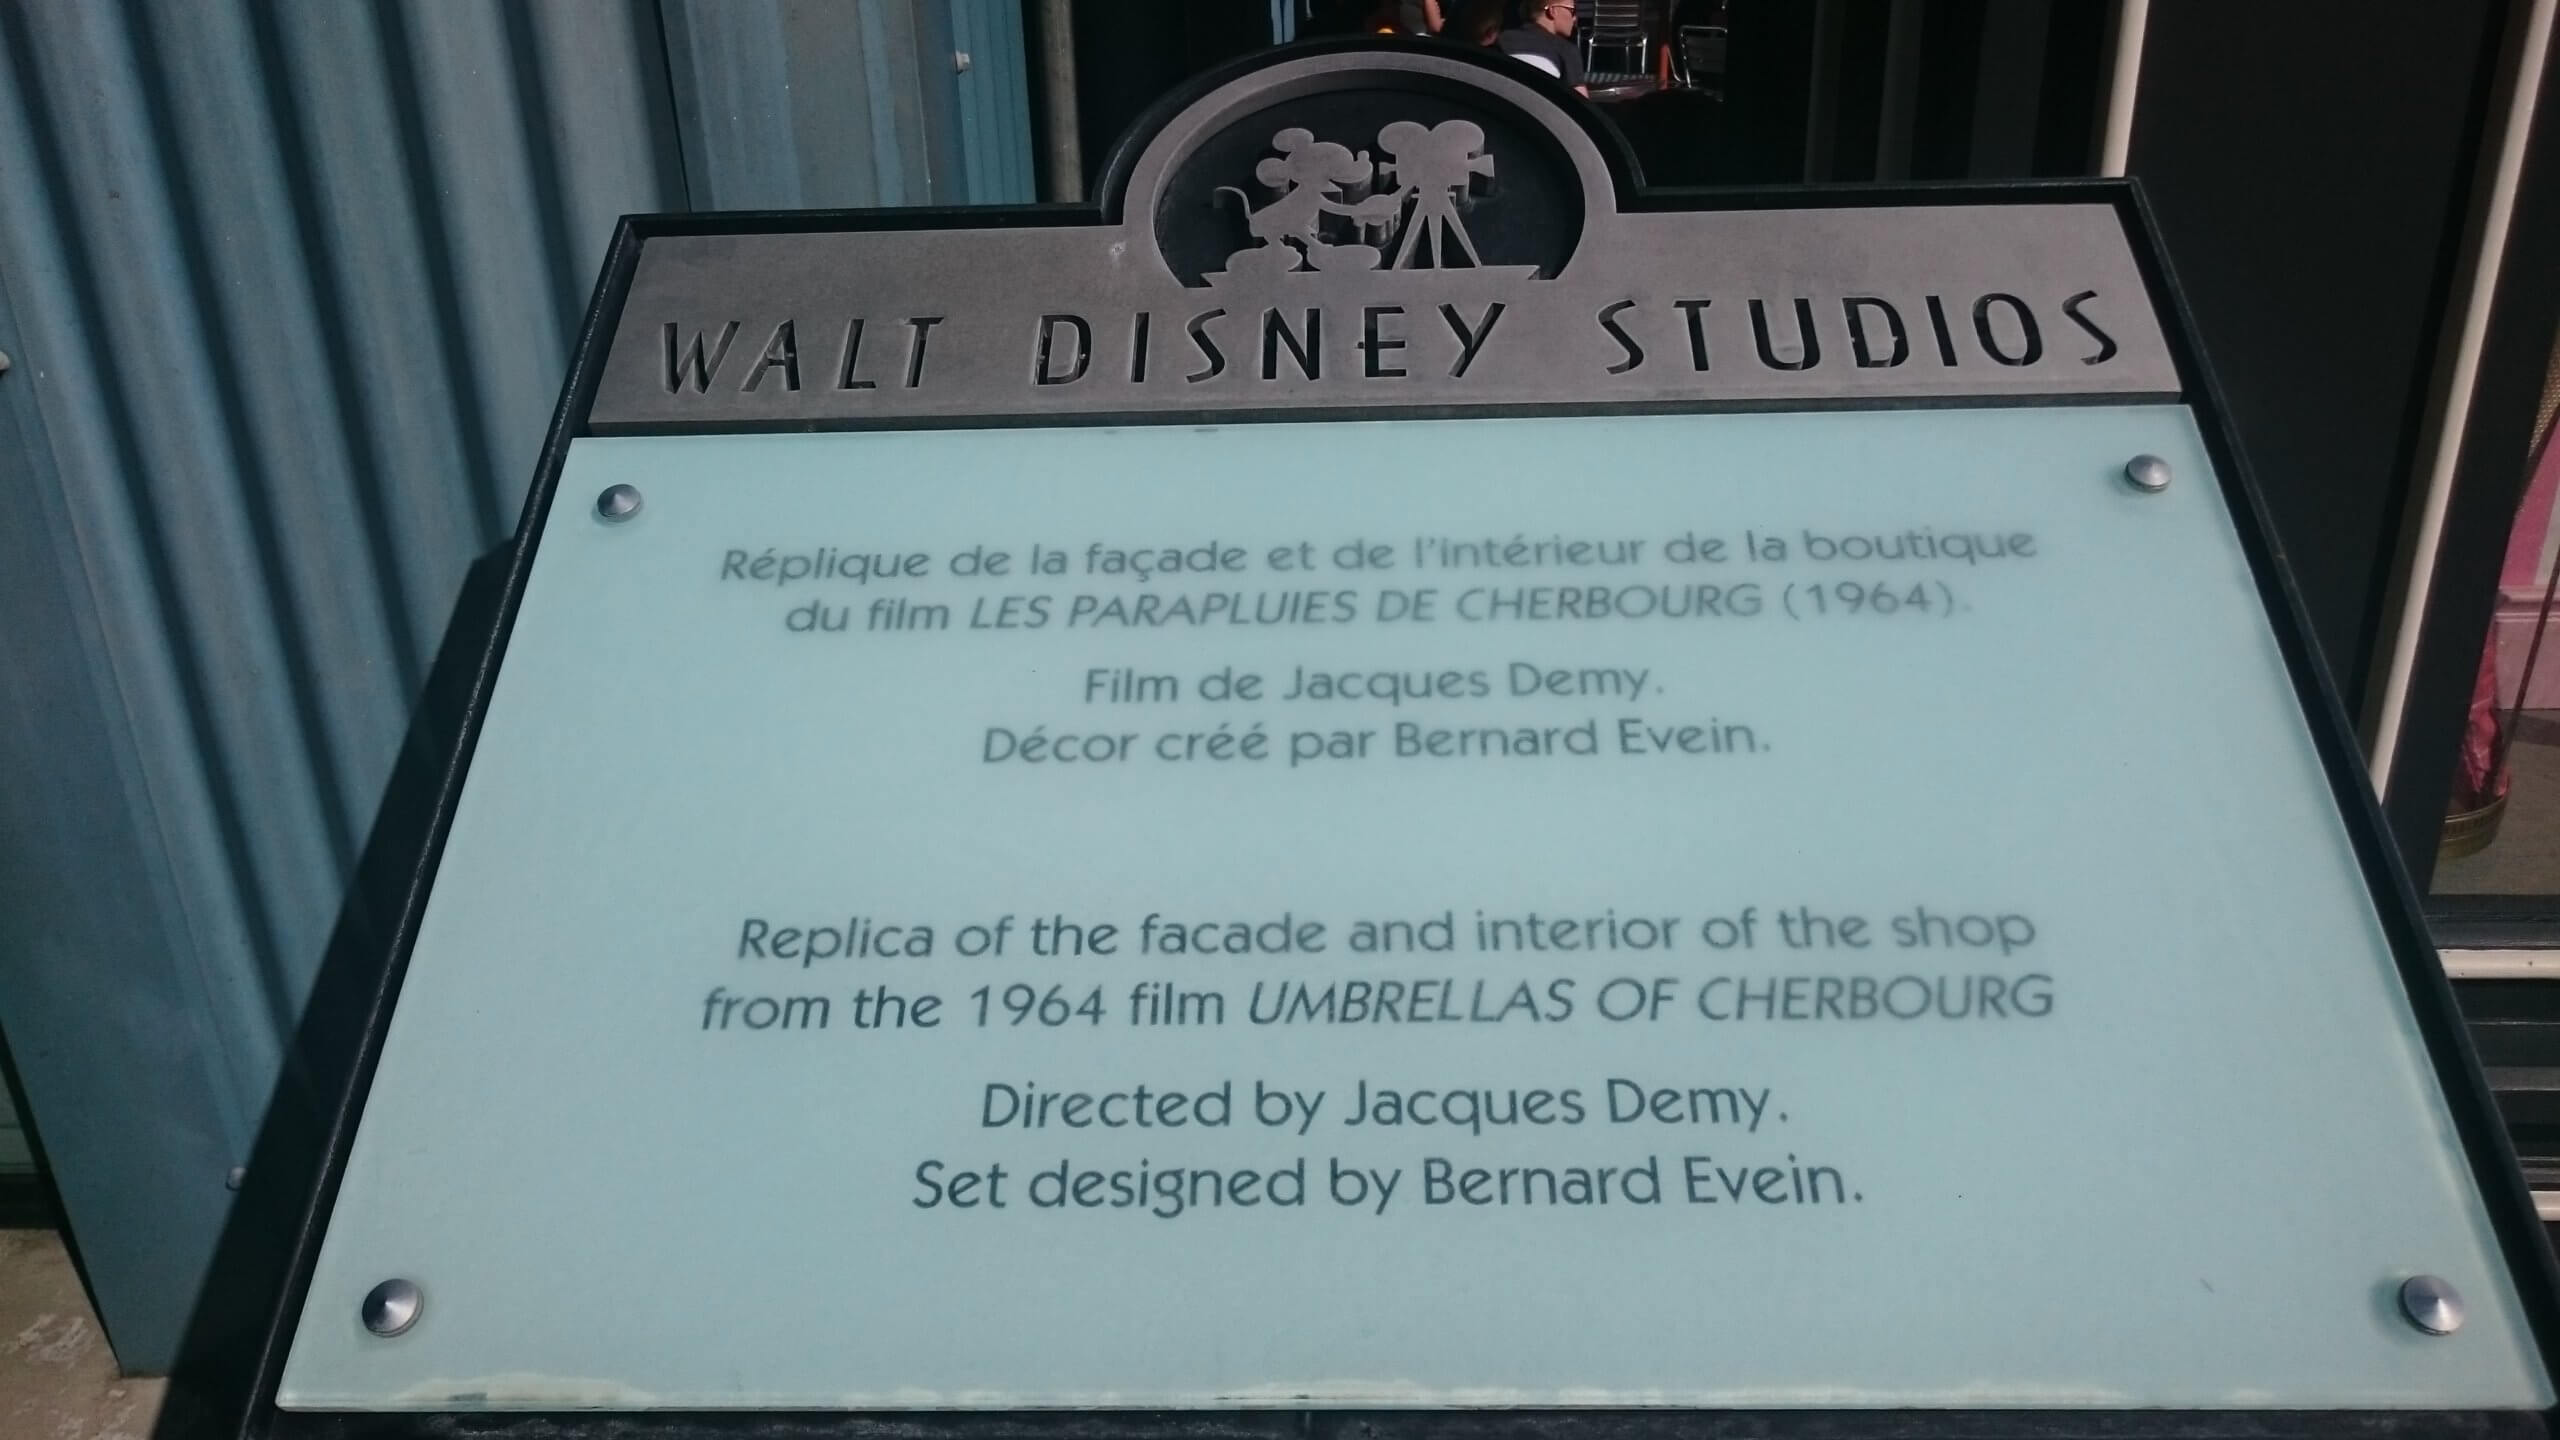 WALT DISNEY STUDIOS
Réplique de la façade et de l'intérieur de la boutique
du film LES PARAPLUIES DE CHERBOURG (1964).
Film de Jacques Demy.
Décor créé par Bernard Evein.
Replica of the facade and interior of the shop
from the 1964 film UMBRELLAS OF CHERBOURG
Directed by Jacques Demy.
Set designed by Bernard Evein.